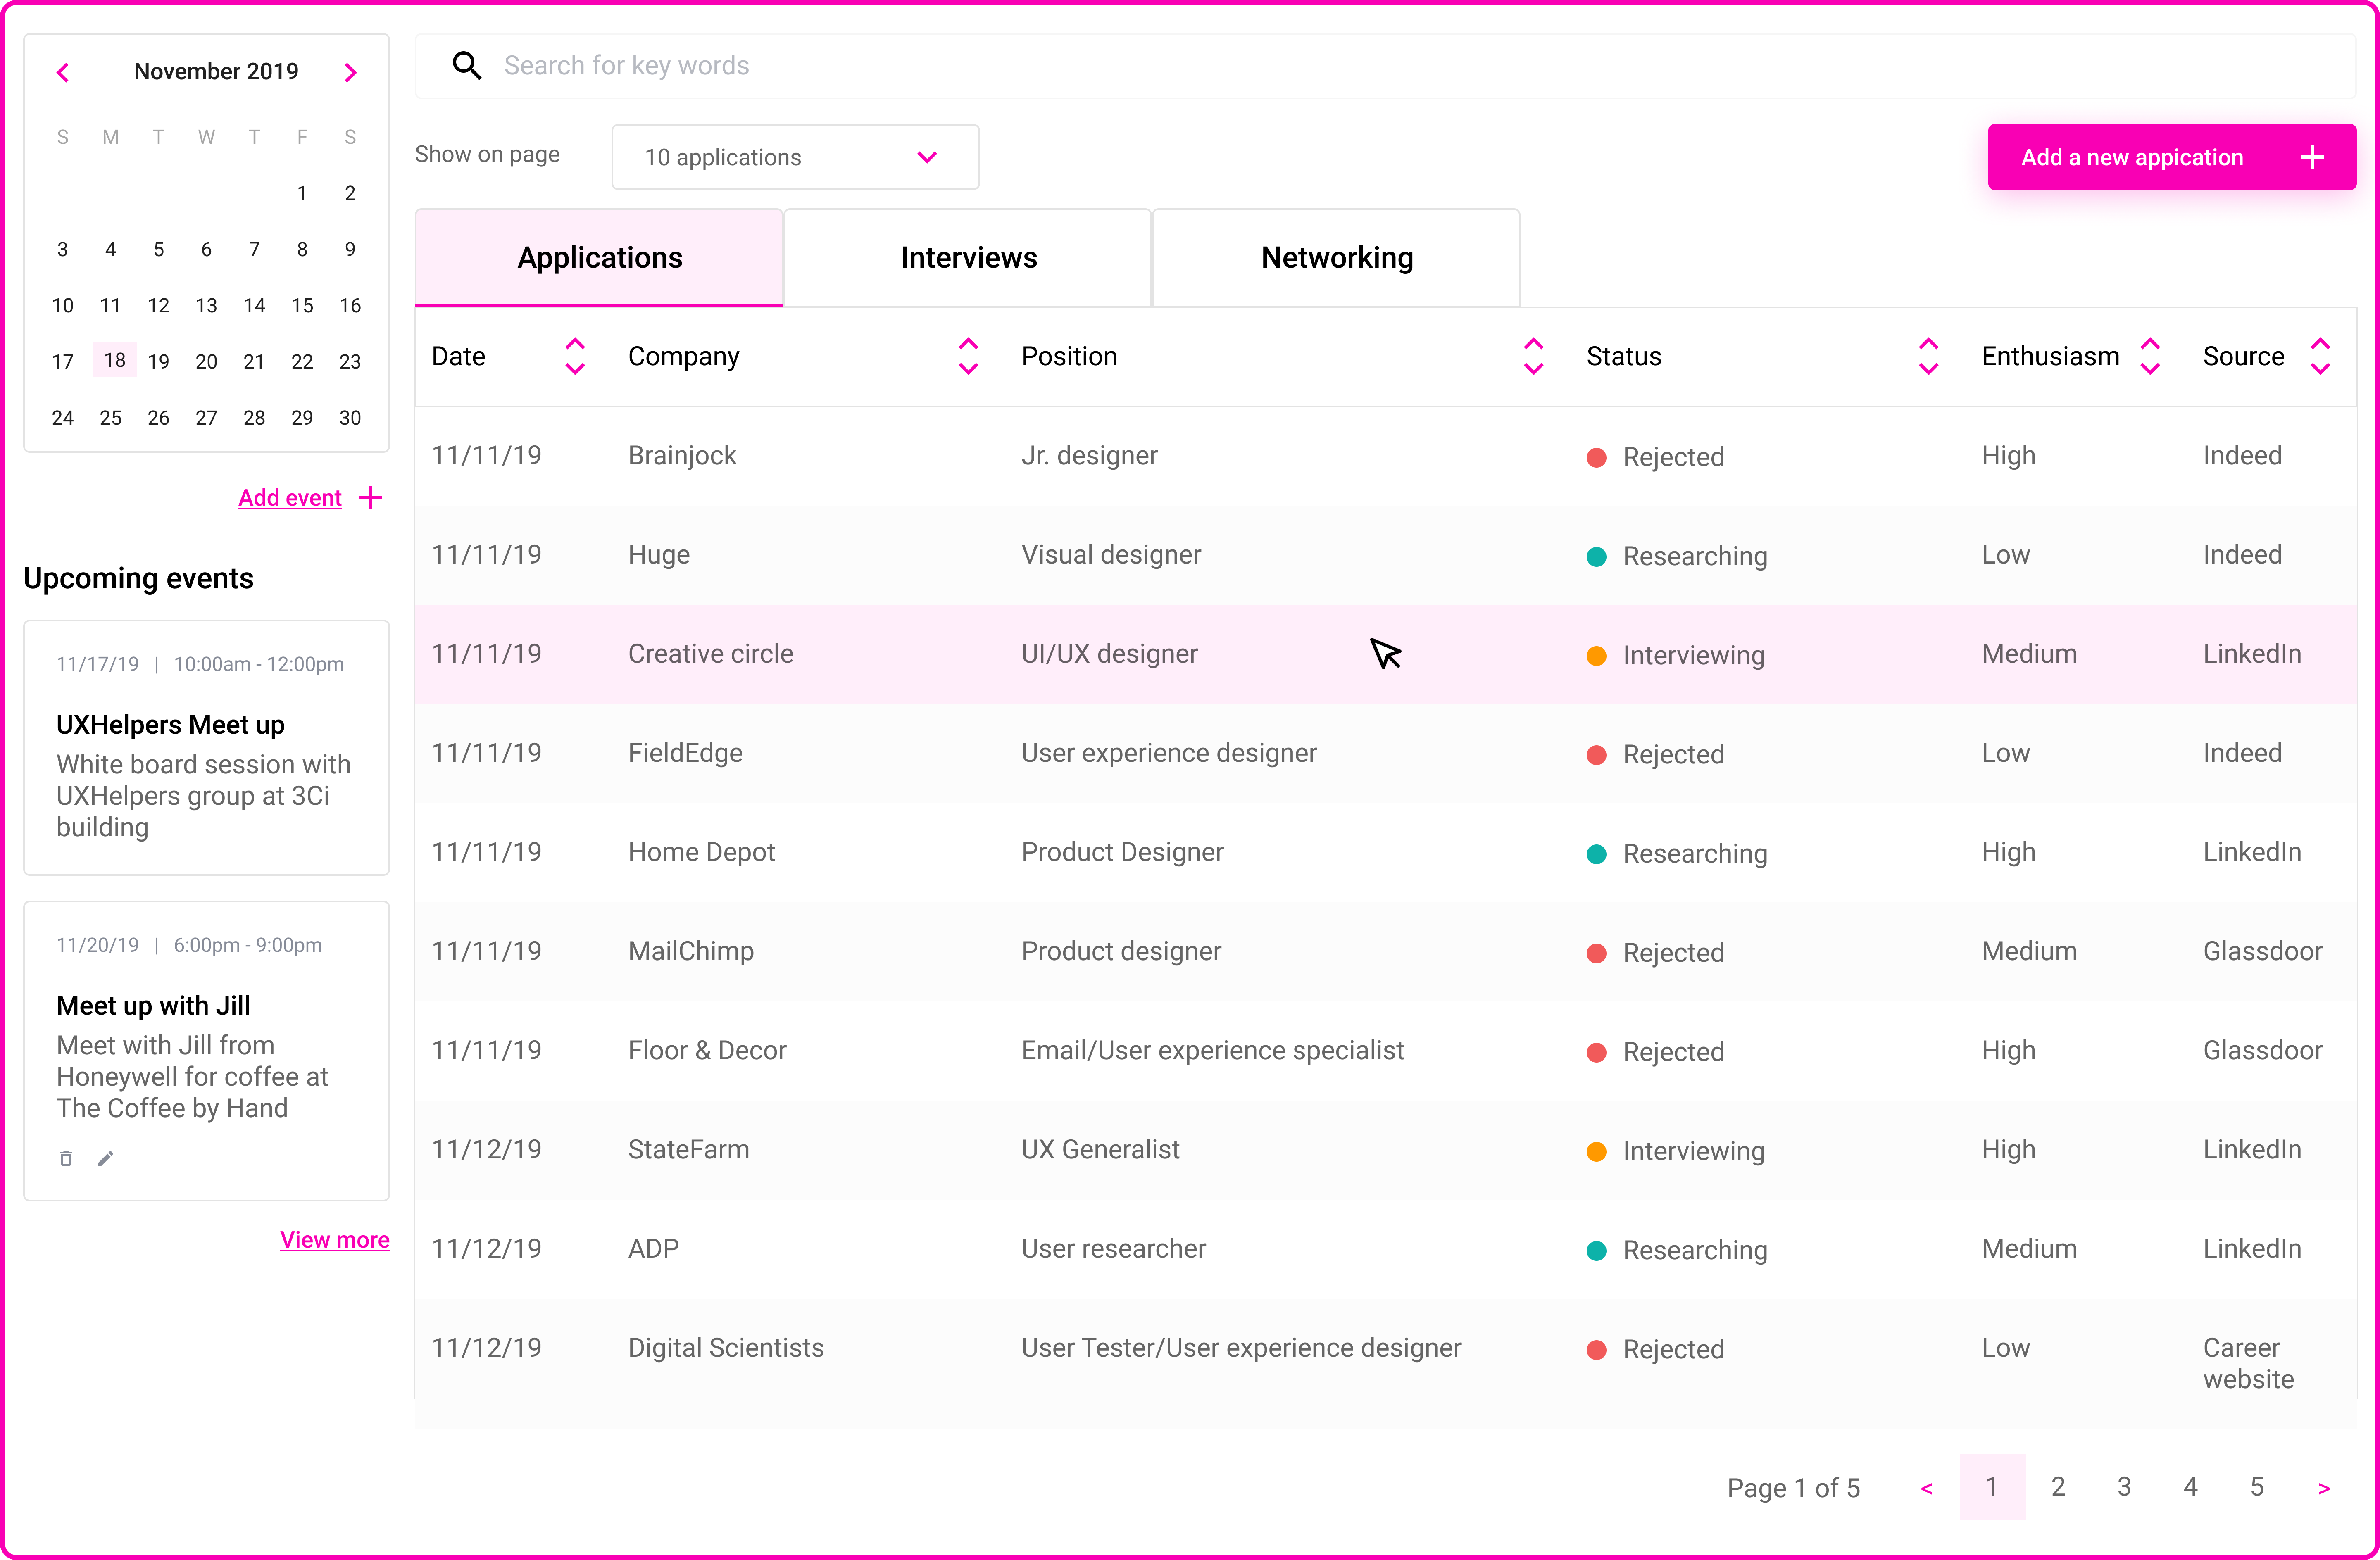 November 2019
S M T W T F S
1 2
3 4 5 6 7 8 9
10 11 12 13 14 15 16
17 18 19 20 21 22 23
24 25 26 27 28 29 30
Add event
Upcoming events
11/17/19 | 10:00am - 12:00pm
UXHelpers Meet up
White board session with
UXHelpers group at 3Ci
building
11/20/19 | 6:00pm - 9:00pm
Meet up with Jill
Meet with Jill from
Honeywell for coffee at
The Coffee by Hand
View more
Search for key words
Show on page 10 applications Add a new appication
Applications Interviews Networking
Date Company Position Status Enthusiasm Source
11/11/19 Brainjock Jr. designer Rejected High Indeed
11/11/19 Huge Visual designer Researching Low Indeed
11/11/19 Creative circle UI/UX designer Interviewing Medium LinkedIn
11/11/19 FieldEdge User experience designer Rejected Low Indeed
11/11/19 Home Depot Product Designer Researching High LinkedIn
11/11/19 MailChimp Product designer Rejected Medium Glassdoor
11/11/19 Floor & Decor Email/User experience specialist Rejected High Glassdoor
11/12/19 StateFarm UX Generalist Interviewing High LinkedIn
11/12/19 ADP User researcher Researching Medium LinkedIn
11/12/19 Digital Scientists User Tester/User experience designer Rejected Low Career
website
Page 1 of 5 < 1 2 3 4 5 >